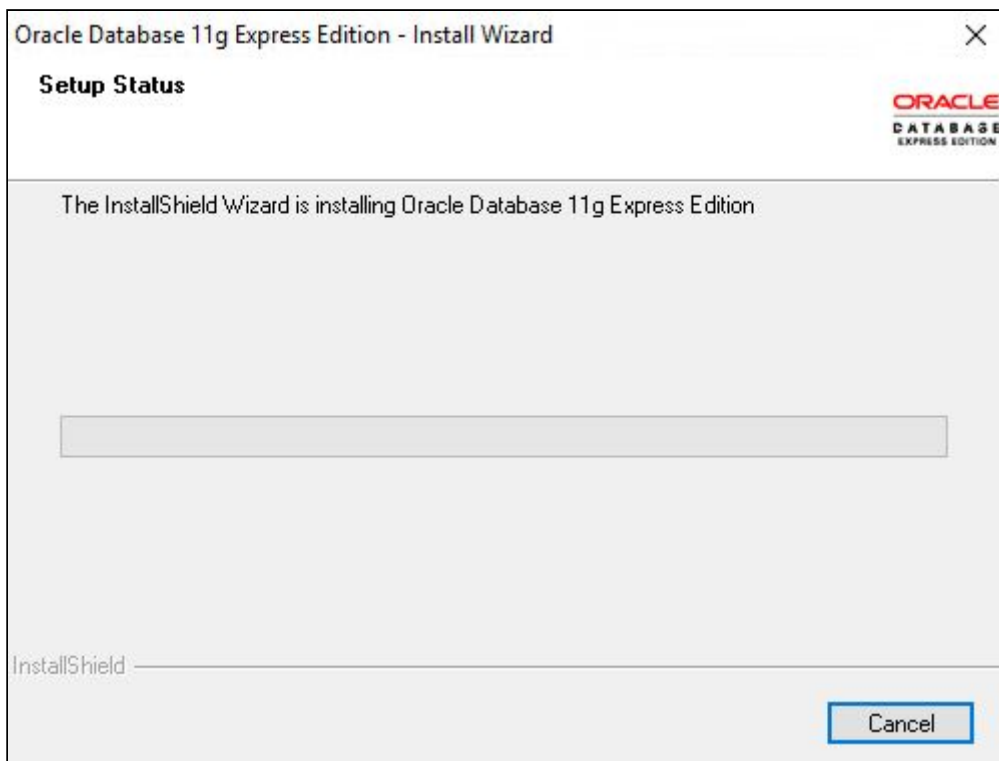 Oracle Database 11g Express Edition - Install Wizard
Setup Status
ORACLE
DATABASE
EXPRESS EDITION
The InstallShield Wizard is installing Oracle Database 11g Express Edition
InstallShield
Cancel